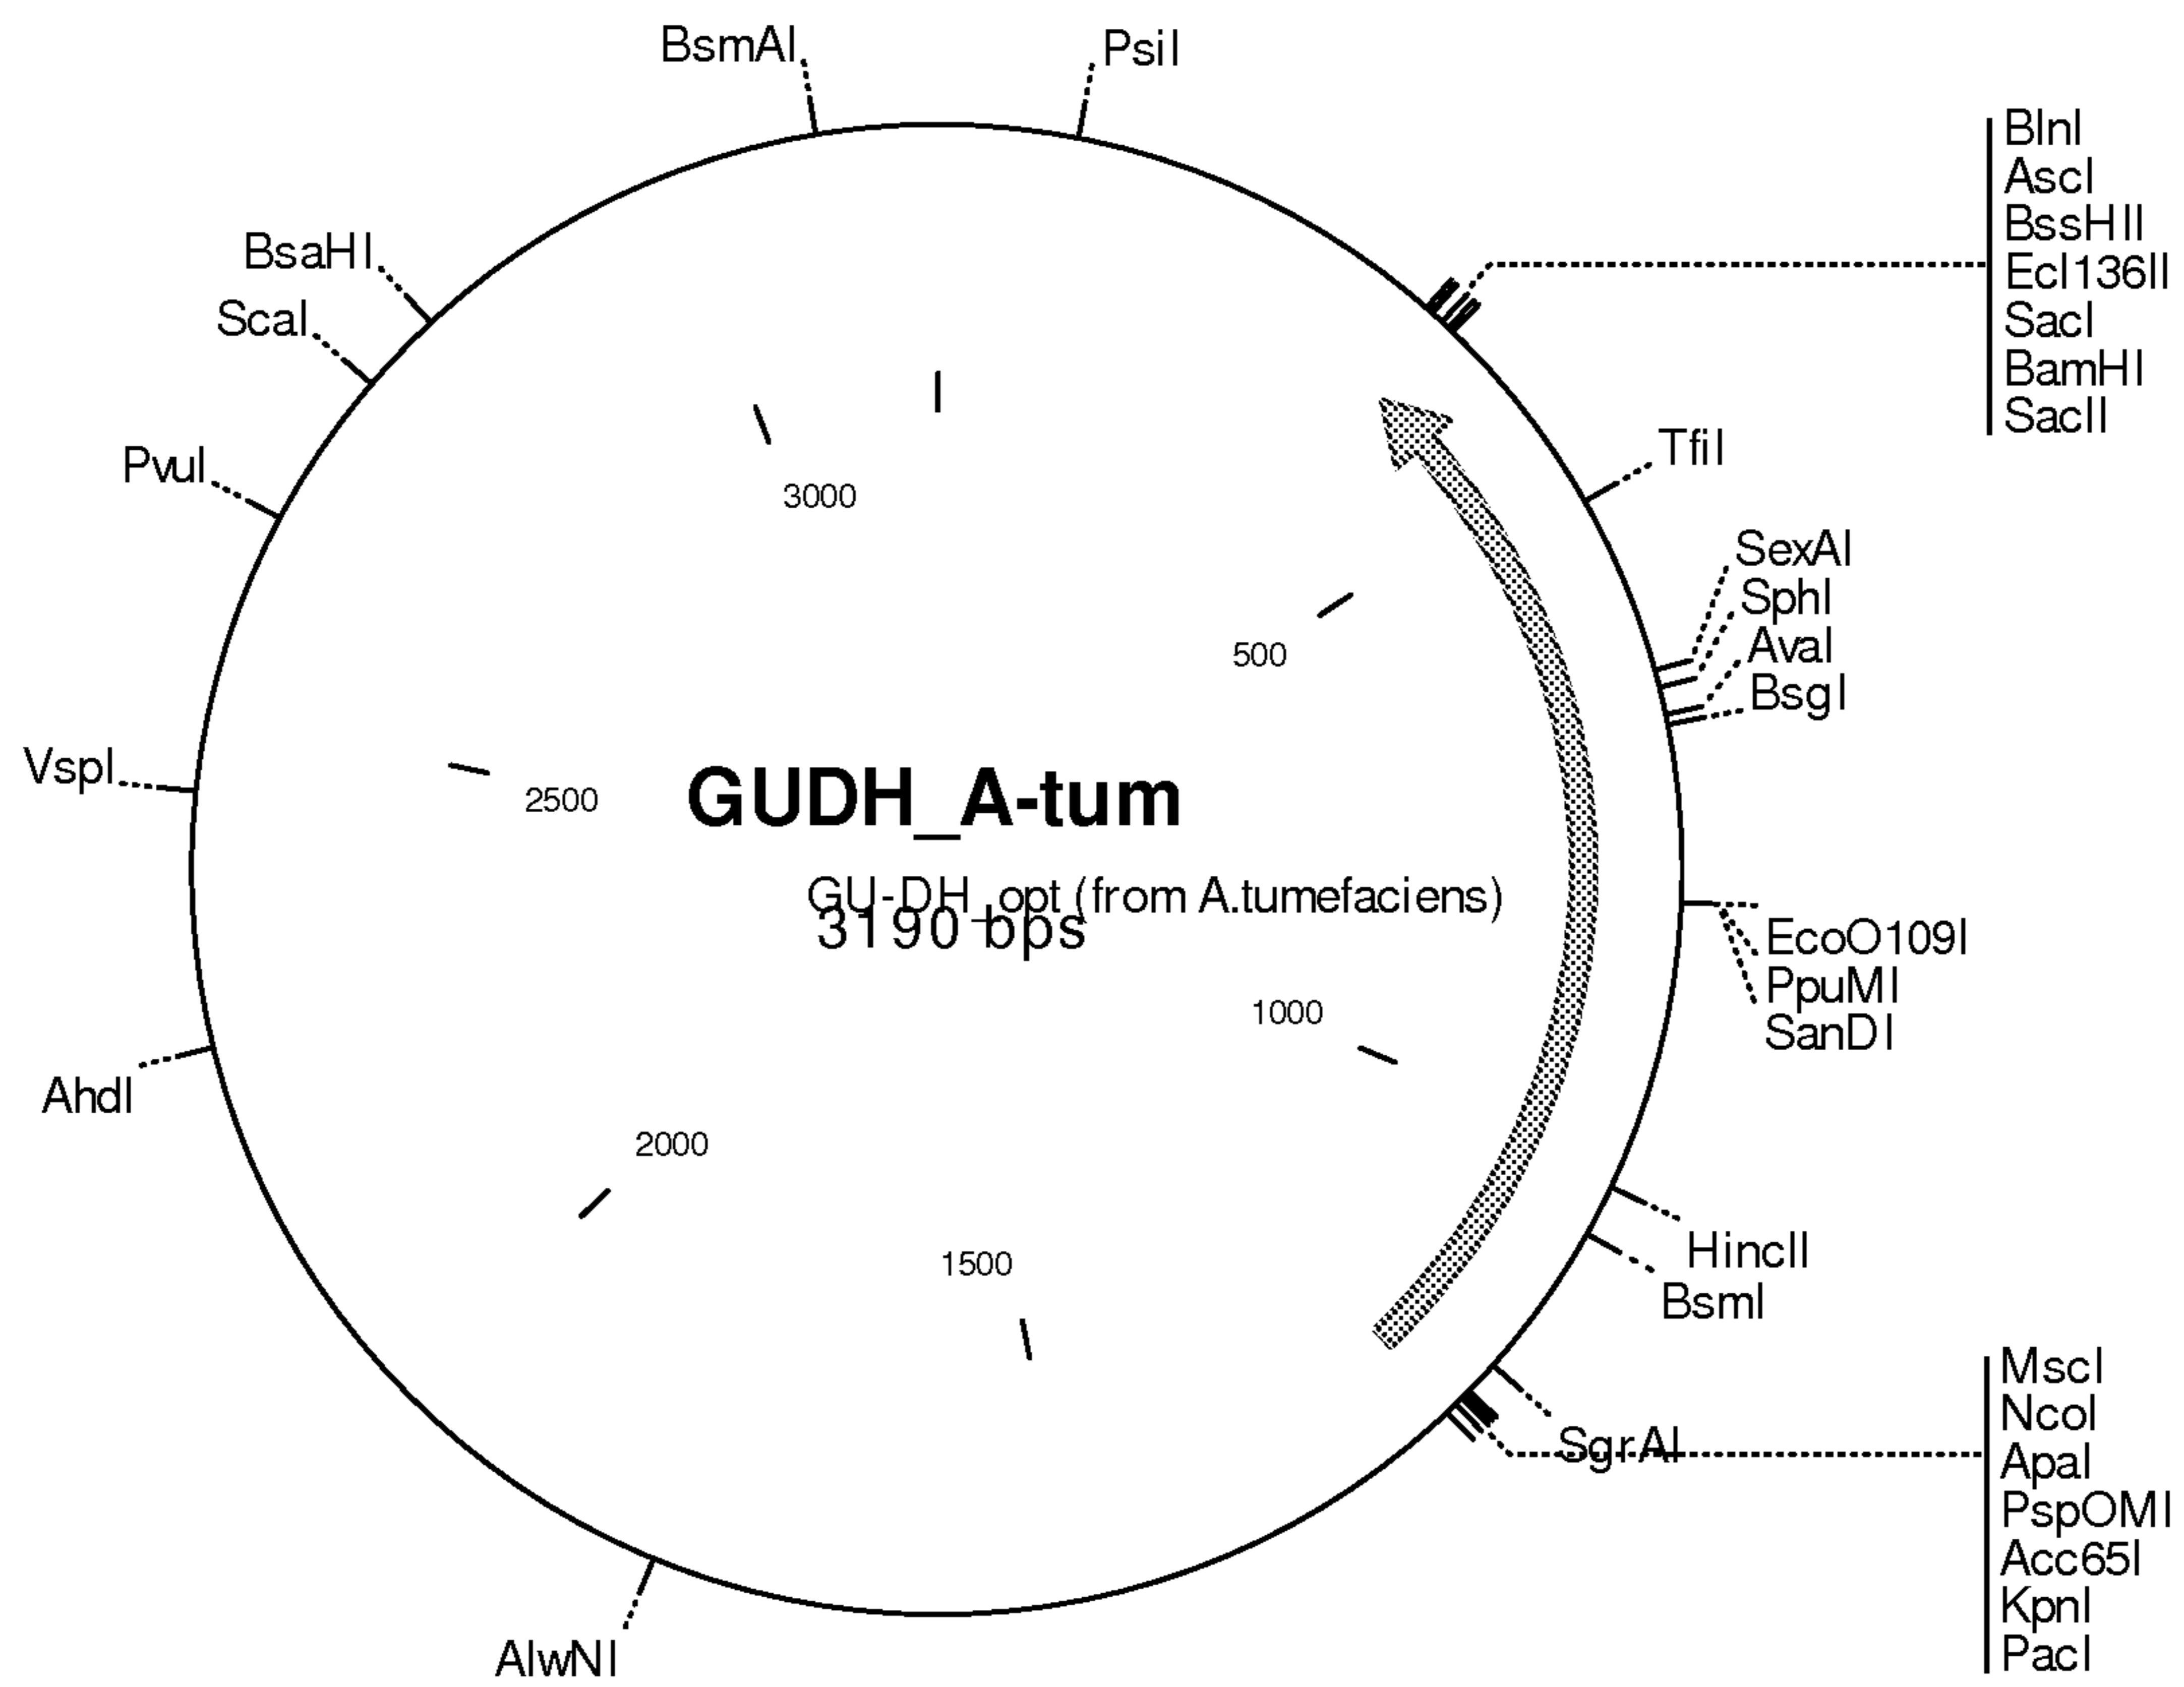 BsmAI
PsiI
BlnI
AscI
BssHII
Ecl136II
SacI
BamHI
SacII
BsaHI
ScaI
TfiI
PvuI
3000
SexAI
SphI
AvaI
BsgI
500
VspI
2500
GUDH_A-tum
GU-DH_opt (from A.tumefaciens)
3190 bps
EcoO109I
PpuMI
SanDI
1000
AhdI
2000
1500
HincII
BsmI
SgrAI
MscI
NcoI
ApaI
PspOMI
Acc65I
KpnI
PacI
AlwNI